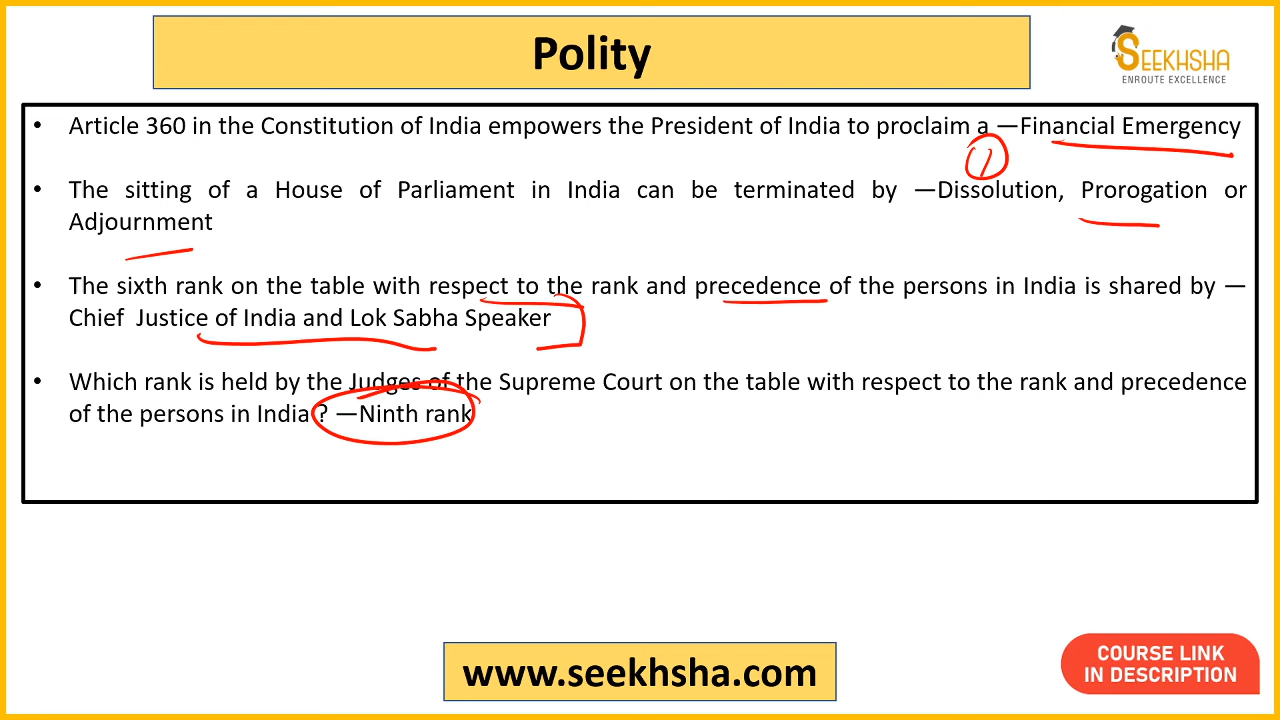 Polity
SEEKHSHA
ENROUTE EXCELLENCE
• Article 360 in the Constitution of India empowers the President of India to proclaim a —Financial Emergency
• The sitting of a House of Parliament in India can be terminated by —Dissolution, Prorogation or
Adjournment
• The sixth rank on the table with respect to the rank and precedence of the persons in India is shared by —
Chief Justice of India and Lok Sabha Speaker
• Which rank is held by the Judges of the Supreme Court on the table with respect to the rank and precedence
of the persons in India ? —Ninth rank
www.seekhsha.com
COURSE LINK
IN DESCRIPTION